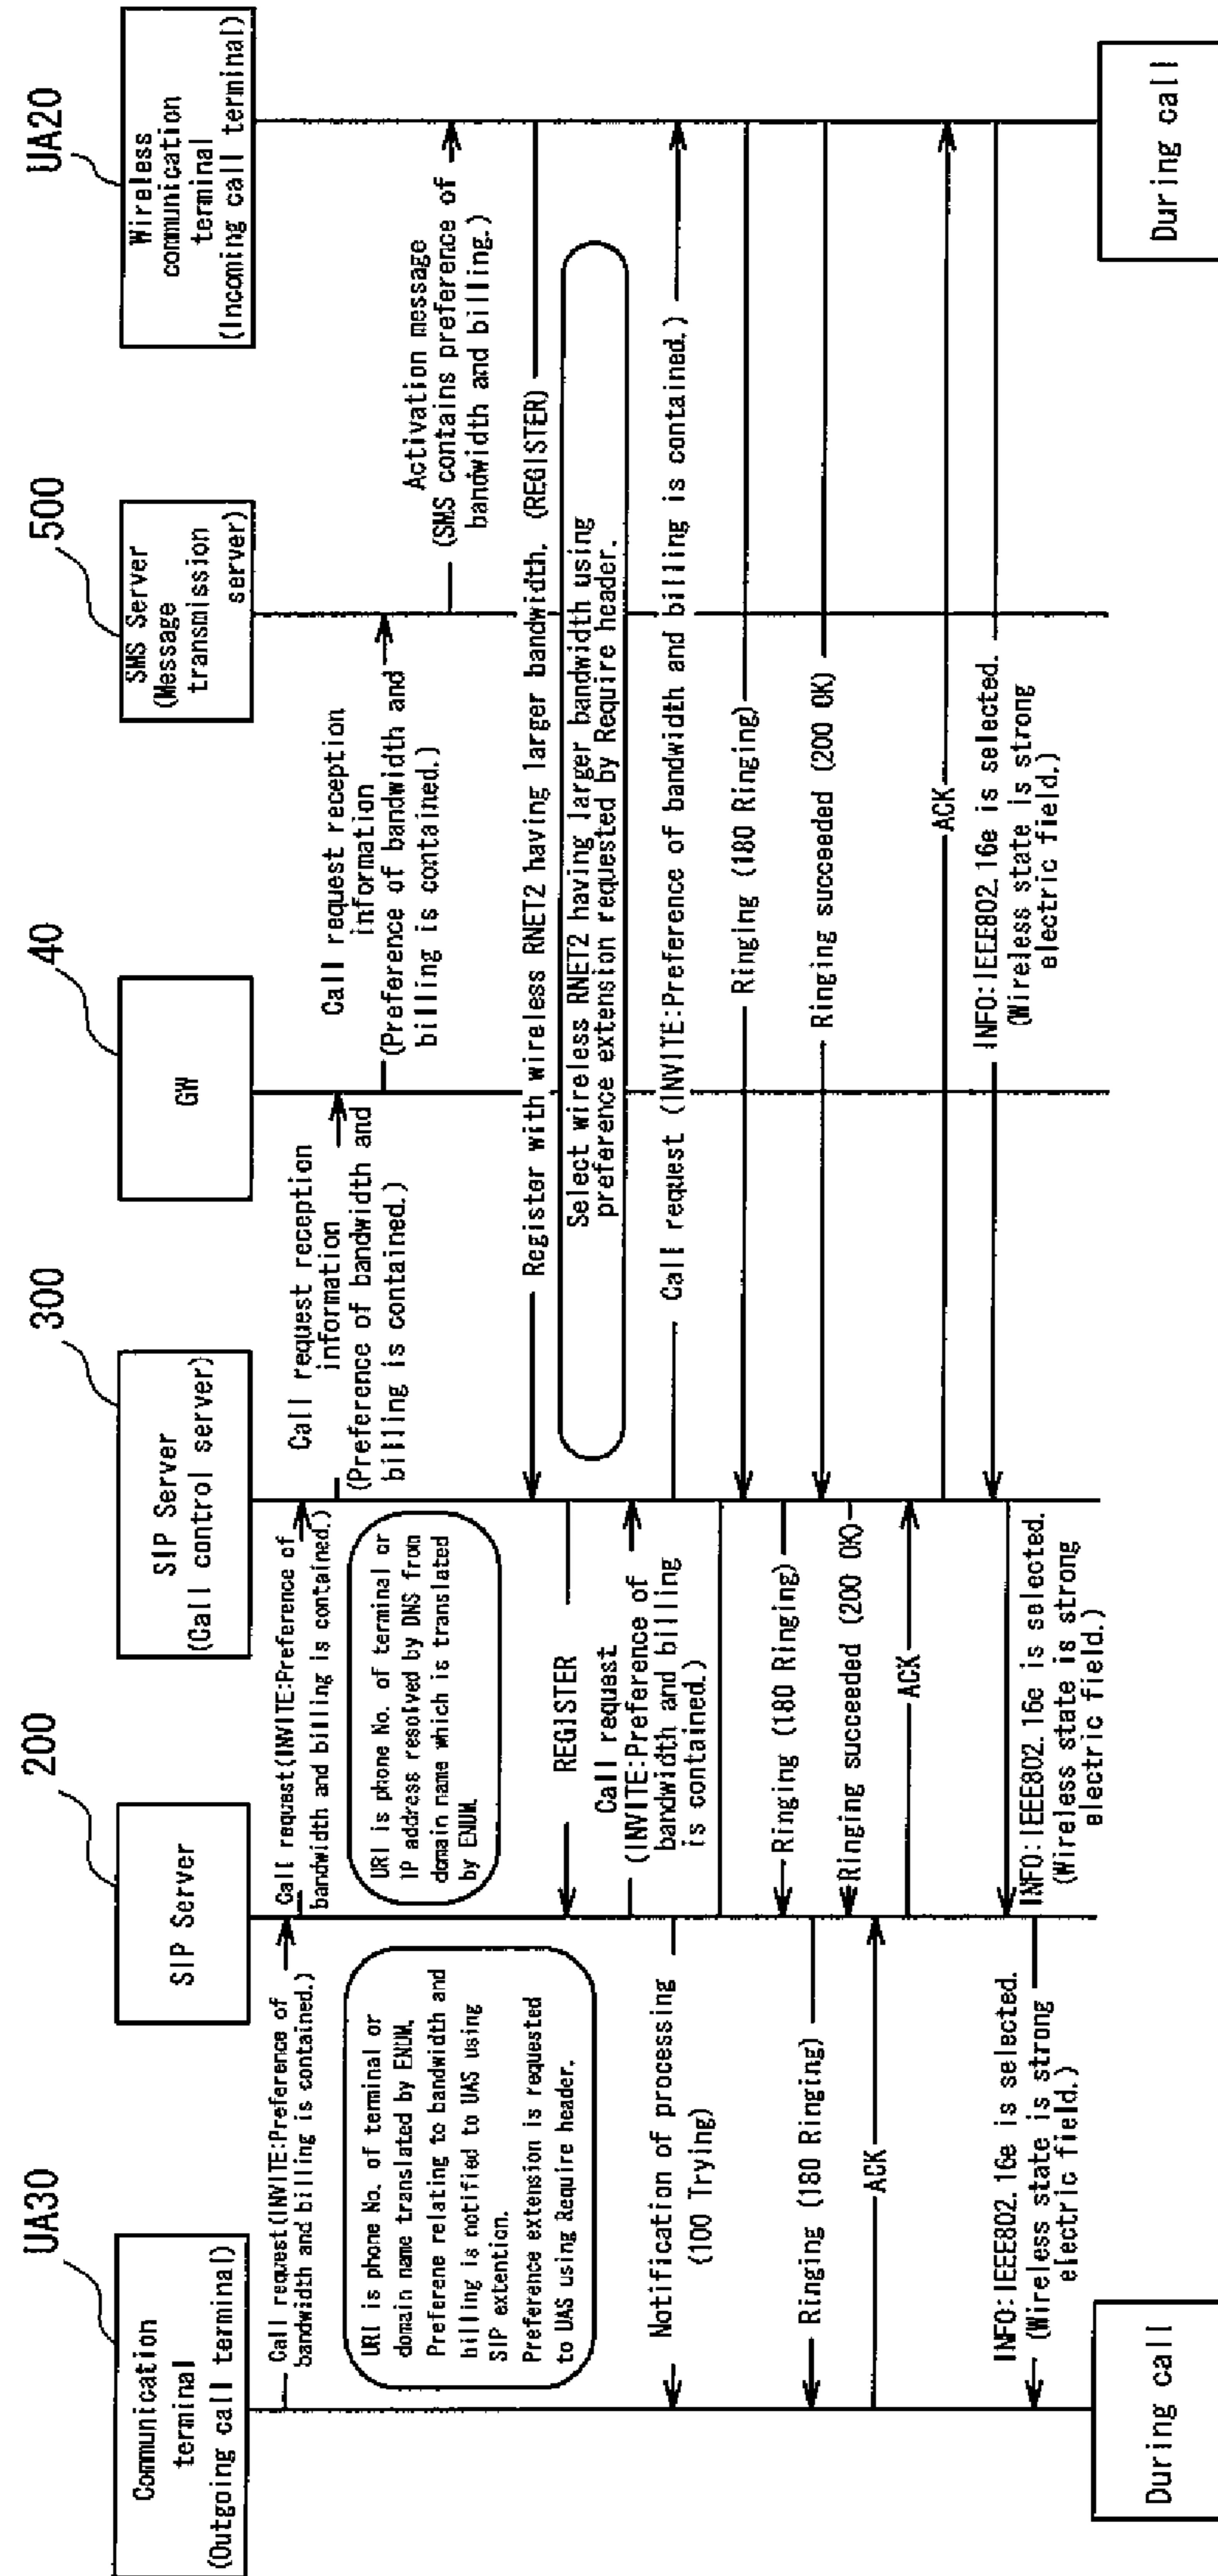 UA30
Communication
terminal
(Outgoing call terminal)
200
SIP Server
300
SIP Server
(Call control server)
40
GW
500
SMS Server
(Message
transmission
server)
UA20
Wireless
communication
terminal
(Incoming call terminal)
Call request(INVITE:Preference of
bandwidth and billing is contained.)
URI is phone No. of terminal or
domain name translated by ENUM.
Preferene relating to bandwidth and
billing is notified to UAS using
SIP extention.
Preference extension is requested
to UAS using Require header.
Call request(INVITE:Preference of
bandwidth and billing is contained.)
URI is phone No. of terminal or
IP address resolved by DNS from
domain name which is translated
by ENUM.
Call request reception
information
(Preference of bandwidth and
billing is contained.)
Call request reception
information
(Preference of bandwidth and
billing is contained.)
Activation message
(SMS contains preference of
bandwidth and billing.)
Register with wireless RNET2 having larger bandwidth. (REGISTER)
Select wireless RNET2 having larger bandwidth using
preference extension requested by Require header.
REGISTER
Call request
(INVITE:Preference of
bandwidth and billing
is contained.)
Call request (INVITE:Preference of bandwidth and billing is contained.)
Notification of processing
(100 Trying)
Ringing (180 Ringing)
Ringing (180 Ringing)
Ringing (180 Ringing)
Ringing succeeded (200 OK)
Ringing succeeded (200 OK)
ACK
ACK
ACK
INFO:IEEE802.16e is selected.
(Wireless state is strong
electric field.)
INFO:IEEE802.16e is selected.
(Wireless state is strong
electric field.)
INFO:IEEE802.16e is selected.
(Wireless state is strong
electric field.)
During call
During call